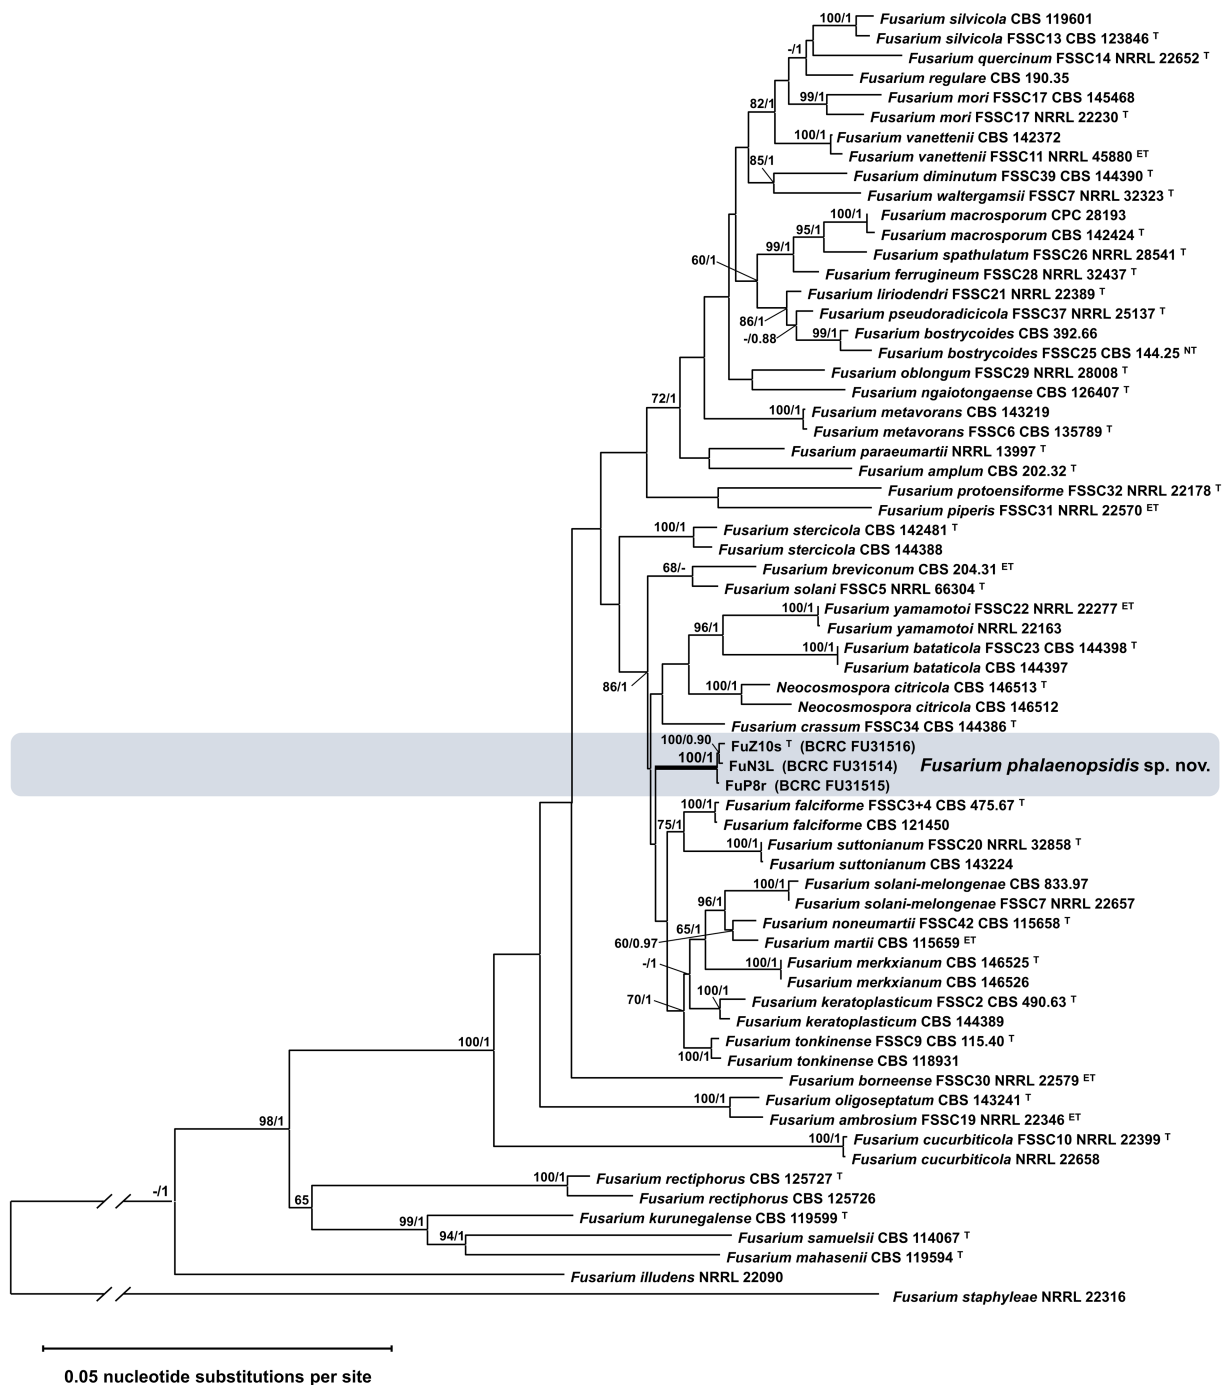 100/1
Fusarium silvicola CBS 119601
Fusarium silvicola FSSC13 CBS 123846 T
-/1
Fusarium quercinum FSSC14 NRRL 22652 T
Fusarium regulare CBS 190.35
99/1
Fusarium mori FSSC17 CBS 145468
82/1
Fusarium mori FSSC17 NRRL 22230 T
100/1
Fusarium vanettenii CBS 142372
Fusarium vanettenii FSSC11 NRRL 45880 ET
85/1
Fusarium diminutum FSSC39 CBS 144390 T
Fusarium waltergamsii FSSC7 NRRL 32323 T
100/1
Fusarium macrosporum CPC 28193
95/1
Fusarium macrosporum CBS 142424 T
99/1
Fusarium spathulatum FSSC26 NRRL 28541 T
60/1
Fusarium ferrugineum FSSC28 NRRL 32437 T
Fusarium liriodendri FSSC21 NRRL 22389 T
86/1
Fusarium pseudoradicicola FSSC37 NRRL 25137 T
-/0.88
99/1
Fusarium bostrycoides CBS 392.66
Fusarium bostrycoides FSSC25 CBS 144.25 NT
Fusarium oblongum FSSC29 NRRL 28008 T
Fusarium ngaiotongaense CBS 126407 T
72/1
100/1
Fusarium metavorans CBS 143219
Fusarium metavorans FSSC6 CBS 135789 T
Fusarium paraeumartii NRRL 13997 T
Fusarium amplum CBS 202.32 T
Fusarium protoensiforme FSSC32 NRRL 22178 T
Fusarium piperis FSSC31 NRRL 22570 ET
100/1
Fusarium stercicola CBS 142481 T
Fusarium stercicola CBS 144388
68/-
Fusarium breviconum CBS 204.31 ET
Fusarium solani FSSC5 NRRL 66304 T
100/1
Fusarium yamamotoi FSSC22 NRRL 22277 ET
96/1
Fusarium yamamotoi NRRL 22163
100/1
Fusarium bataticola FSSC23 CBS 144398 T
Fusarium bataticola CBS 144397
86/1
100/1
Neocosmospora citricola CBS 146513 T
Neocosmospora citricola CBS 146512
Fusarium crassum FSSC34 CBS 144386 T
100/0.90
FuZ10s T (BCRC FU31516)
100/1
FuN3L (BCRC FU31514)
Fusarium phalaenopsidis sp. nov.
FuP8r (BCRC FU31515)
100/1
Fusarium falciforme FSSC3+4 CBS 475.67 T
75/1
Fusarium falciforme CBS 121450
100/1
Fusarium suttonianum FSSC20 NRRL 32858 T
Fusarium suttonianum CBS 143224
100/1
Fusarium solani-melongenae CBS 833.97
96/1
Fusarium solani-melongenae FSSC7 NRRL 22657
65/1
Fusarium noneumartii FSSC42 CBS 115658 T
60/0.97
Fusarium martii CBS 115659 ET
-/1
100/1
Fusarium merkxianum CBS 146525 T
Fusarium merkxianum CBS 146526
70/1
100/1
Fusarium keratoplasticum FSSC2 CBS 490.63 T
Fusarium keratoplasticum CBS 144389
Fusarium tonkinense FSSC9 CBS 115.40 T
100/1
Fusarium tonkinense CBS 118931
100/1
Fusarium borneense FSSC30 NRRL 22579 ET
100/1
Fusarium oligoseptatum CBS 143241 T
Fusarium ambrosium FSSC19 NRRL 22346 ET
98/1
100/1
Fusarium cucurbiticola FSSC10 NRRL 22399 T
Fusarium cucurbiticola NRRL 22658
100/1
Fusarium rectiphorus CBS 125727 T
-/1
65
Fusarium rectiphorus CBS 125726
99/1
Fusarium kurunegalense CBS 119599 T
94/1
Fusarium samuelsii CBS 114067 T
Fusarium mahasenii CBS 119594 T
Fusarium illudens NRRL 22090
Fusarium staphyleae NRRL 22316
0.05 nucleotide substitutions per site